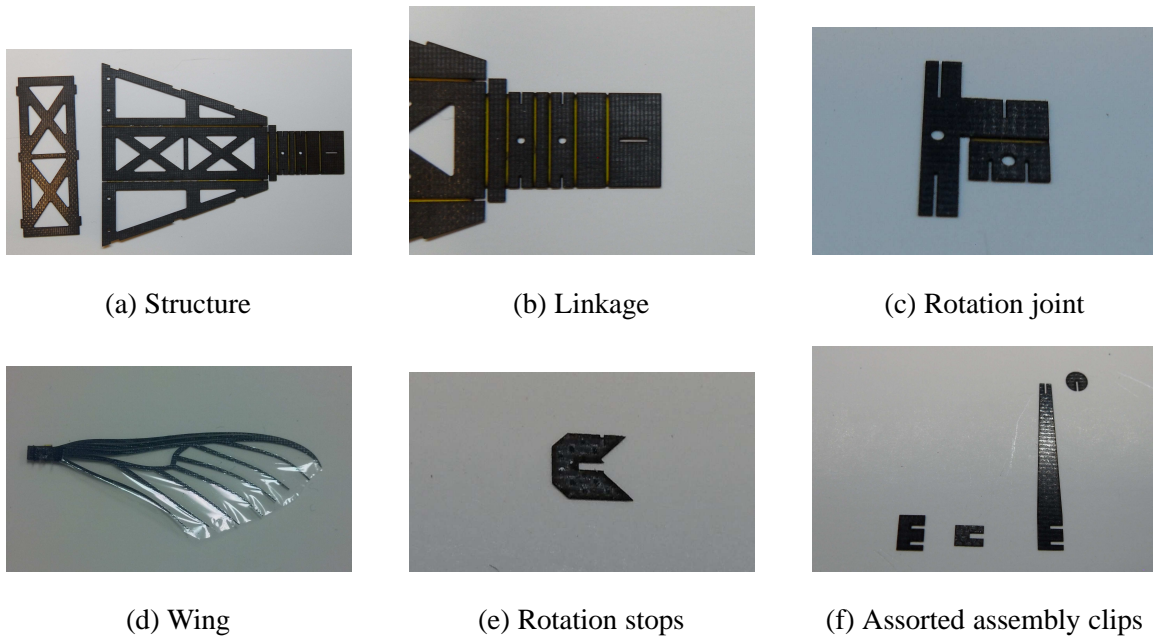 (a) Structure
(b) Linkage
(c) Rotation joint
(d) Wing
(e) Rotation stops
(f) Assorted assembly clips